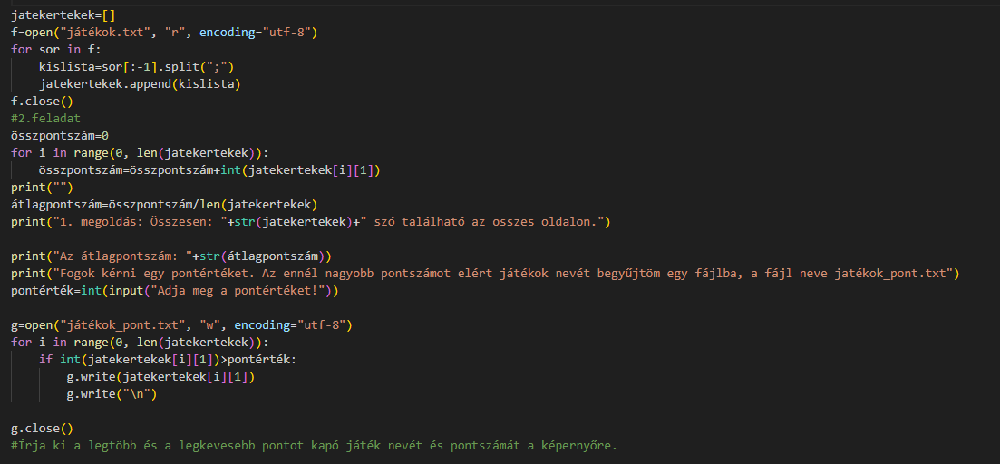 jatekertekek=[]
f=open("játékok.txt", "r", encoding="utf-8")
for sor in f:
    kislista=sor[:-1].split(";")
    jatekertekek.append(kislista)
f.close()
#2.feladat
összpontszám=0
for i in range(0, len(jatekertekek)):
    összpontszám=összpontszám+int(jatekertekek[i][1])
print("")
átlagpontszám=összpontszám/len(jatekertekek)
print("1. megoldás: Összesen: "+str(jatekertekek)+" szó található az összes oldalon.")
print("Az átlagpontszám: "+str(átlagpontszám))
print("Fogok kérni egy pontértéket. Az ennél nagyobb pontszámot elért játékok nevét begyűjtöm egy fájlba, a fájl neve jatékok_pont.txt")
pontérték=int(input("Adja meg a pontértéket!"))
g=open("játékok_pont.txt", "w", encoding="utf-8")
for i in range(0, len(jatekertekek)):
    if int(jatekertekek[i][1])>pontérték:
        g.write(jatekertekek[i][1])
        g.write("\n")
g.close()
#Írja ki a legtöbb és a legkevesebb pontot kapó játék nevét és pontszámát a képernyőre.